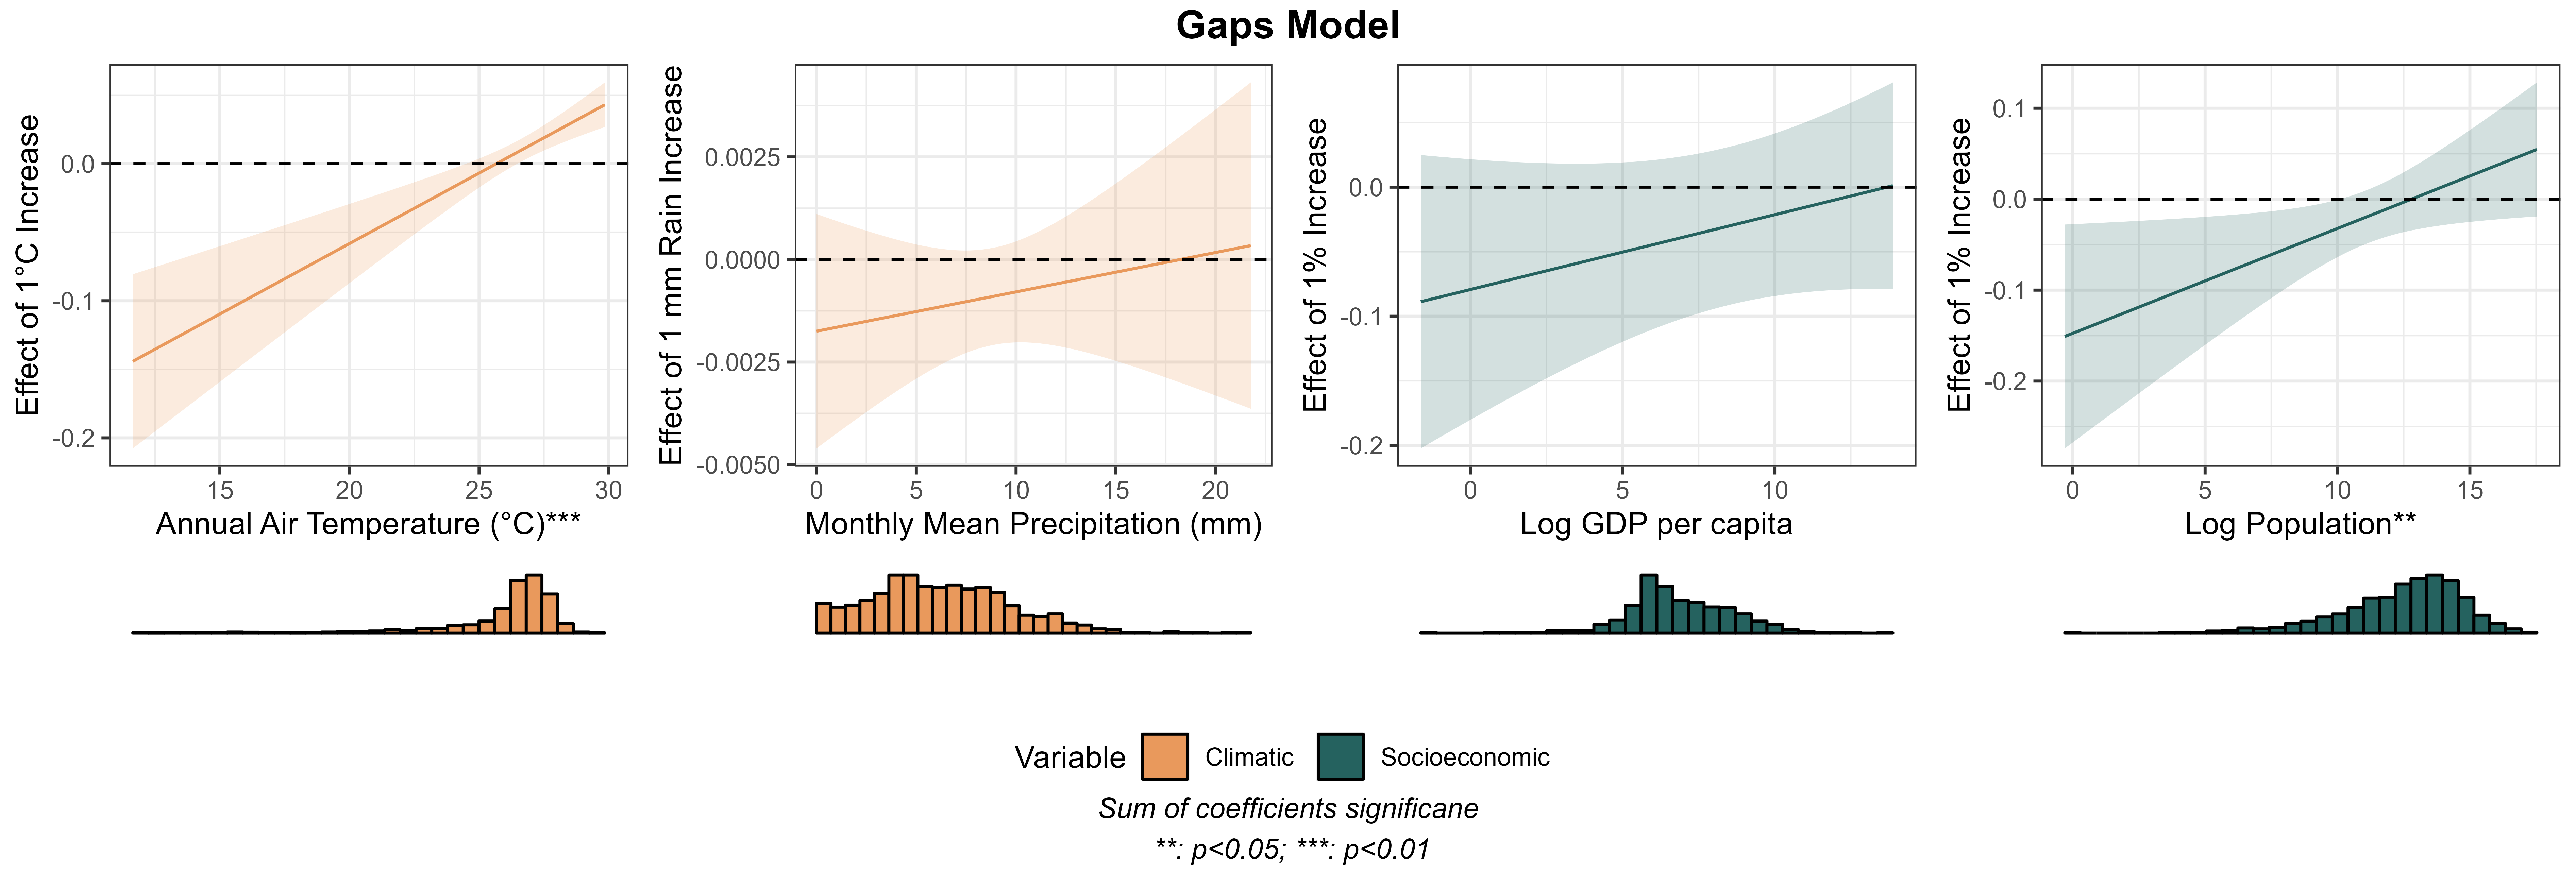 Gaps Model
Effect of 1°C Increase
0.0
-0.1
-0.2
15 20 25 30
Annual Air Temperature (°C)***
Effect of 1 mm Rain Increase
0.0025
0.0000
-0.0025
-0.0050
0 5 10 15 20
Monthly Mean Precipitation (mm)
Effect of 1% Increase
0.0
-0.1
-0.2
0 5 10
Log GDP per capita
Effect of 1% Increase
0.1
0.0
-0.1
-0.2
0 5 10 15
Log Population**
Variable Climatic Socioeconomic
Sum of coefficients significane
**: p<0.05; ***: p<0.01